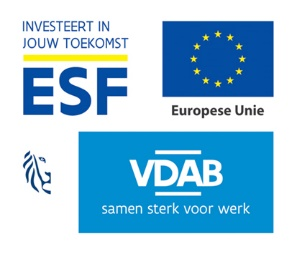 INVESTEERT IN
JOUW TOEKOMST
ESF
Europese Unie
VDAB
samen sterk voor werk